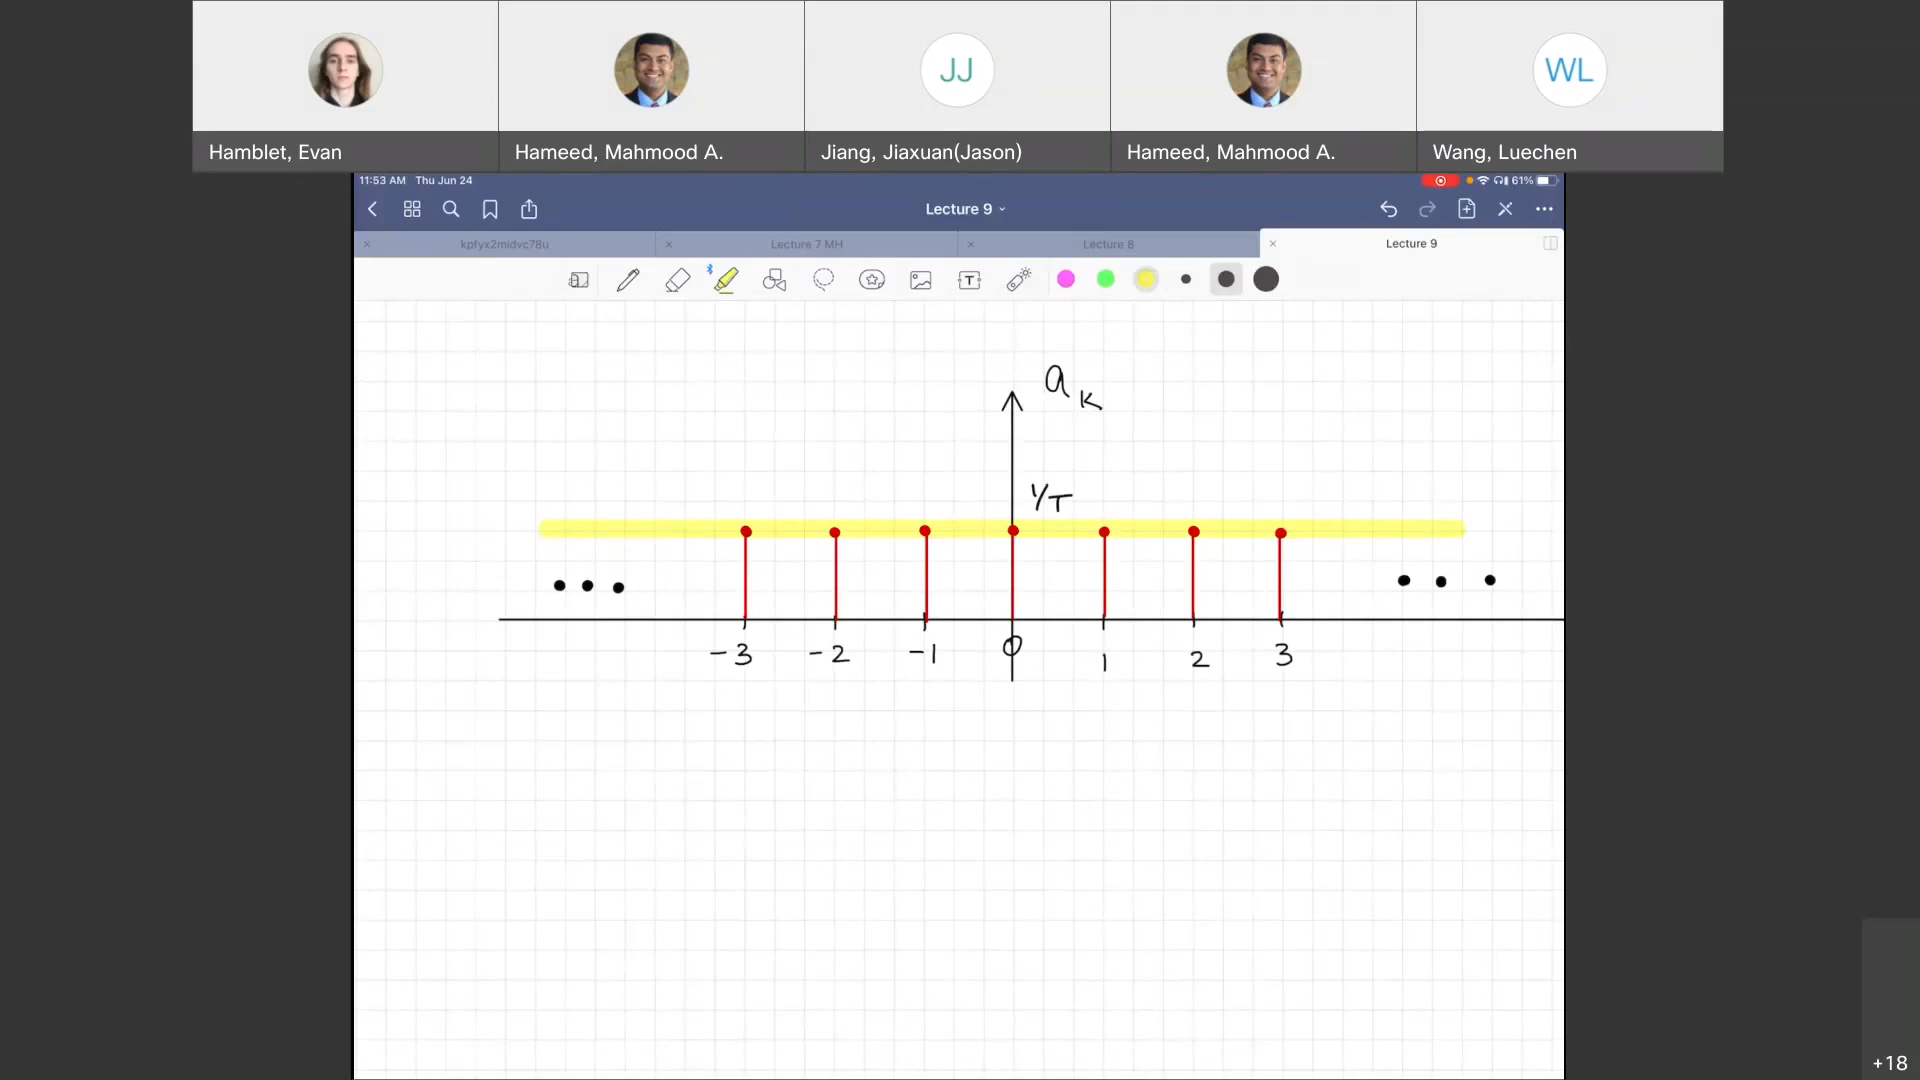 Hamblet, Evan
Hameed, Mahmood A.
JJ
Jiang, Jiaxuan(Jason)
Hameed, Mahmood A.
WL
Wang, Luechen
11:53 AM Thu Jun 24
61%
Lecture 9
kpfyx2midvc78u
Lecture 7 MH
Lecture 8
Lecture 9
T
a_k
1/T
-3 -2 -1 0 1 2 3
+18